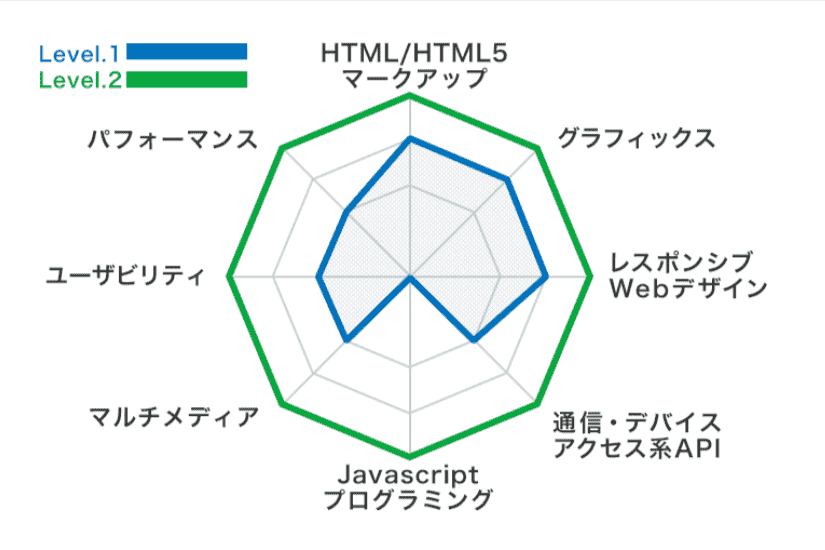 Level.1
Level.2
HTML/HTML5
マークアップ
パフォーマンス
グラフィックス
ユーザビリティ
レスポンシブ
Webデザイン
マルチメディア
通信・デバイス
アクセス系API
Javascript
プログラミング